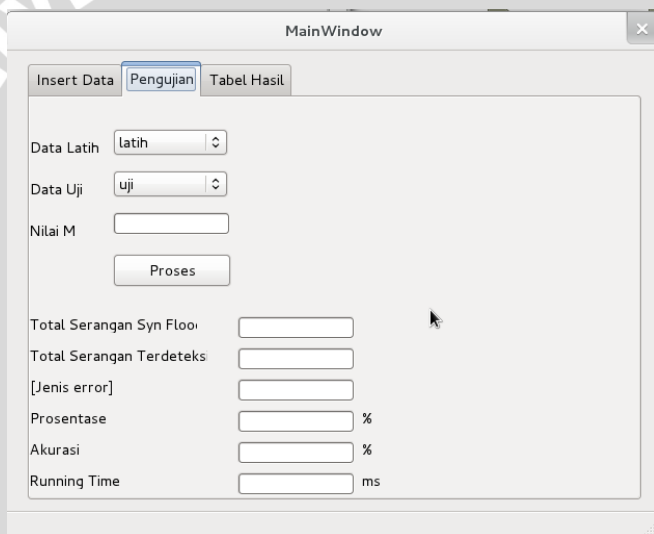 MainWindow
Insert Data Pengujian Tabel Hasil
Data Latih latih
Data Uji uji
Nilai M
Proses
Total Serangan Syn Floo
Total Serangan Terdeteks
[Jenis error]
Prosentase %
Akurasi %
Running Time ms